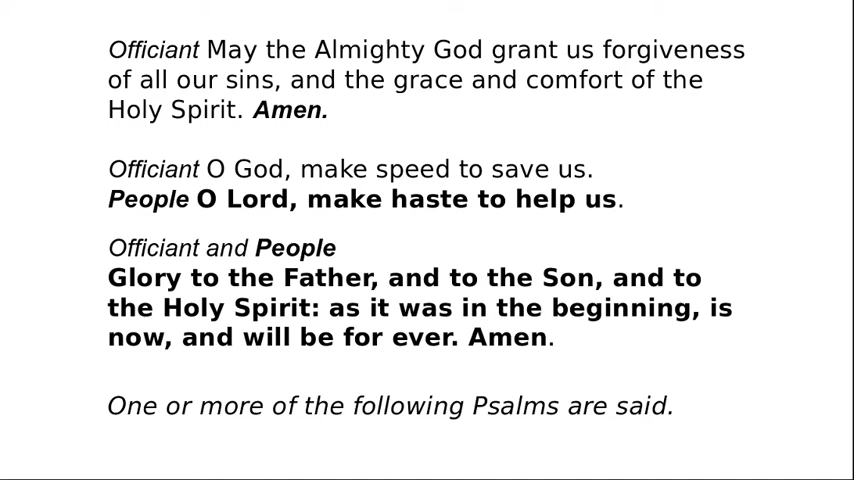 Officiant May the Almighty God grant us forgiveness
of all our sins, and the grace and comfort of the
Holy Spirit. Amen.
Officiant O God, make speed to save us.
People O Lord, make haste to help us.
Officiant and People
Glory to the Father, and to the Son, and to
the Holy Spirit: as it was in the beginning, is
now, and will be for ever. Amen.
One or more of the following Psalms are said.